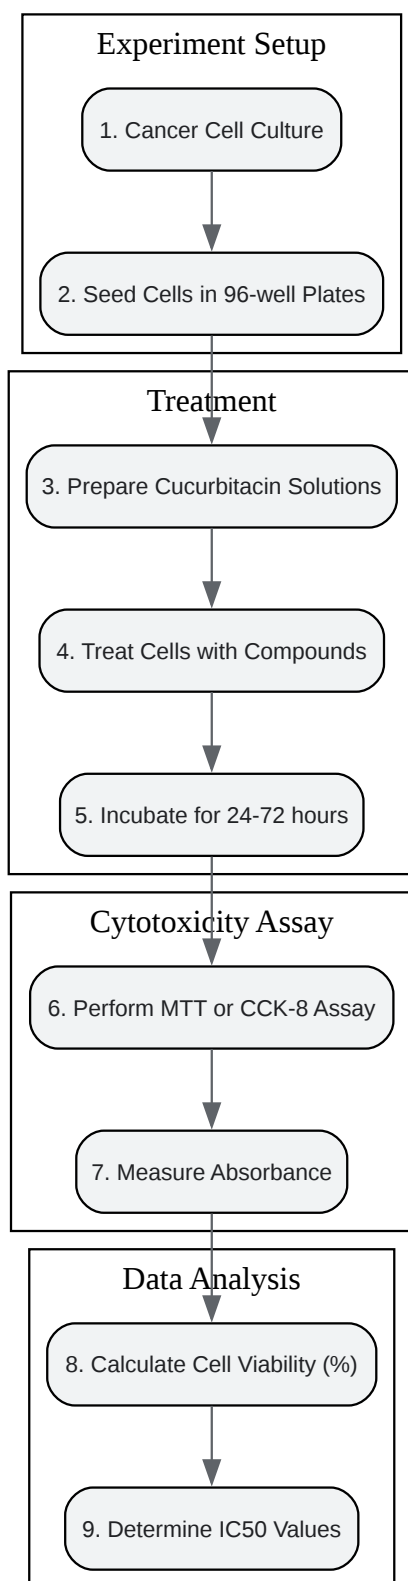 Experiment Setup
1. Cancer Cell Culture
2. Seed Cells in 96-well Plates
Treatment
3. Prepare Cucurbitacin Solutions
4. Treat Cells with Compounds
5. Incubate for 24-72 hours
Cytotoxicity Assay
6. Perform MTT or CCK-8 Assay
7. Measure Absorbance
Data Analysis
8. Calculate Cell Viability (%)
9. Determine IC50 Values